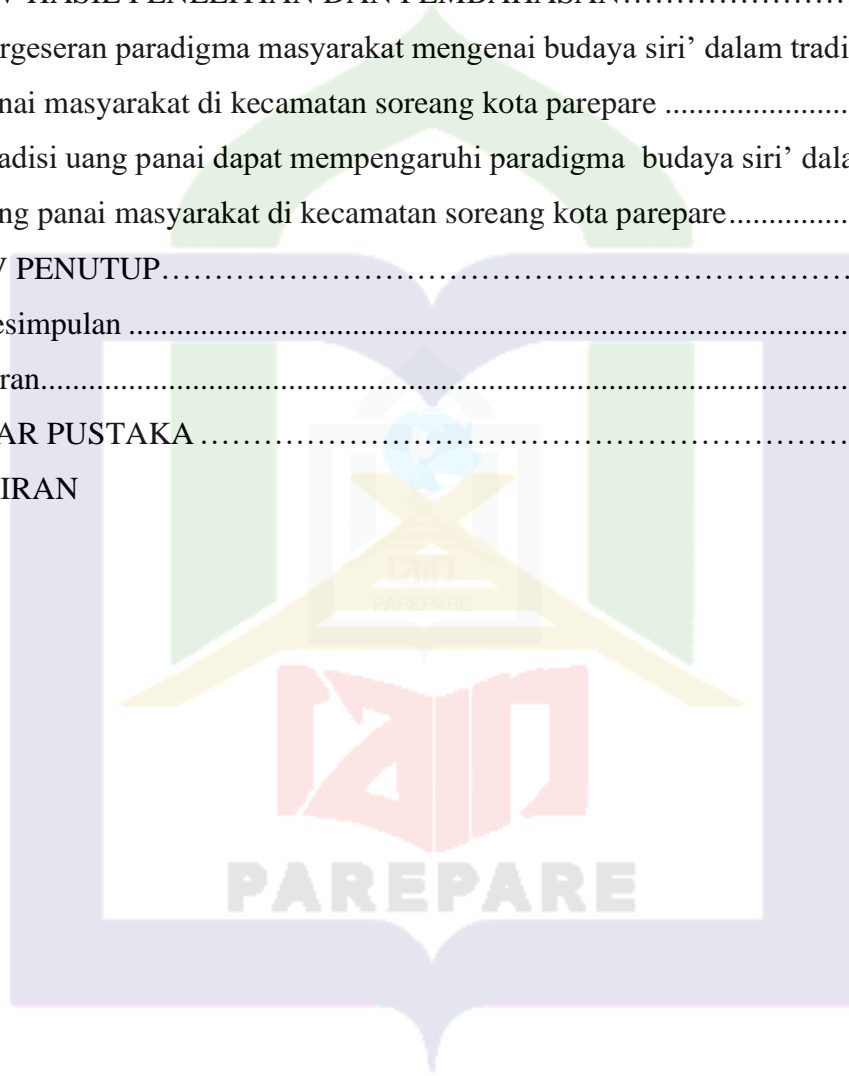 V HASIL PENELITIAN DAN PEMBAHASAN……………………
rgeseran paradigma masyarakat mengenai budaya siri’ dalam tradi
nai masyarakat di kecamatan soreang kota parepare .......................
adisi uang panai dapat mempengaruhi paradigma budaya siri’ dala
ng panai masyarakat di kecamatan soreang kota parepare...............
V PENUTUP……………………………………………………………
esimpulan ..........................................................................................
ran.....................................................................................................
AR PUSTAKA …………………………………………………………
IRAN
IAIN
PAREPARE
IAIN
PAREPARE